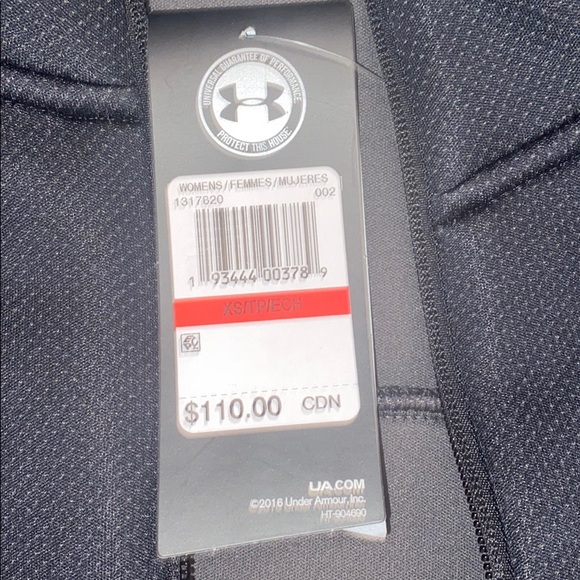 UNIVERSAL GUARANTEE OF PERFORMANCE
PROTECT THIS HOUSE
WOMENS/FEMMES/MUJERES
1317820 002
1 93444 00378 9
XS/TP/ECH
$110.00 CDN
UA.COM
©2016 Under Armour, Inc.
HT-904690